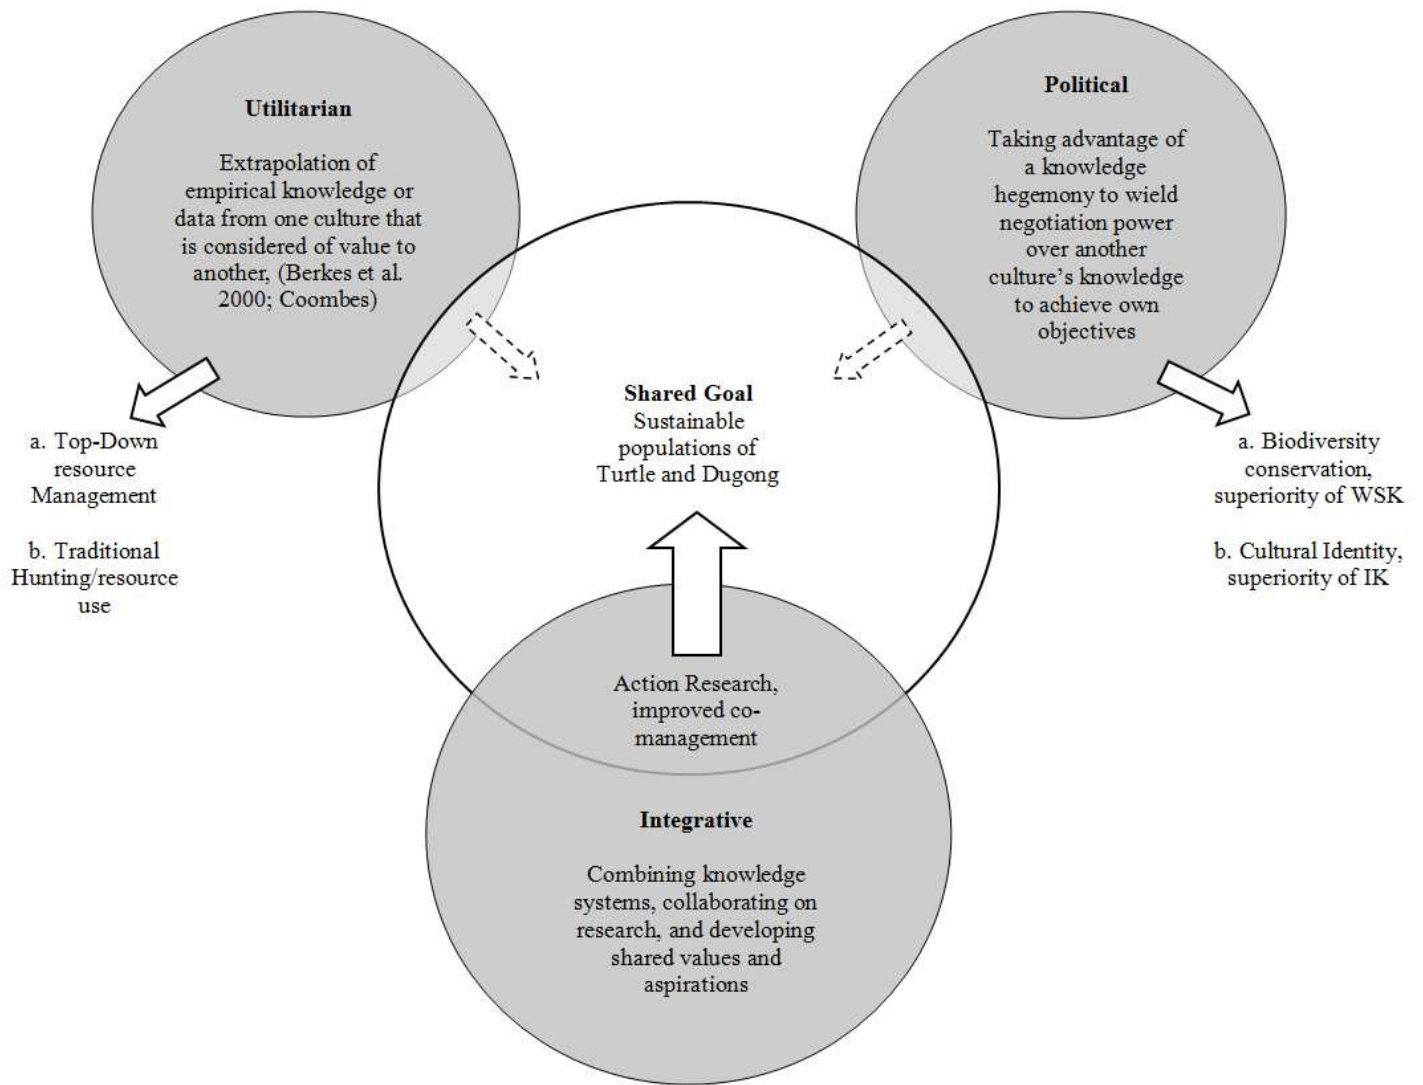 Utilitarian
Extrapolation of
empirical knowledge or
data from one culture that
is considered of value to
another, (Berkes et al.
2000; Coombes)
Political
Taking advantage of
a knowledge
hegemony to wield
negotiation power
over another
culture's knowledge
to achieve own
objectives
Shared Goal
Sustainable
populations of
Turtle and Dugong
a. Top-Down
resource
Management
b. Traditional
Hunting/resource
use
a. Biodiversity
conservation,
superiority of WSK
b. Cultural Identity,
superiority of IK
Action Research,
improved co-
management
Integrative
Combining knowledge
systems, collaborating on
research, and developing
shared values and
aspirations